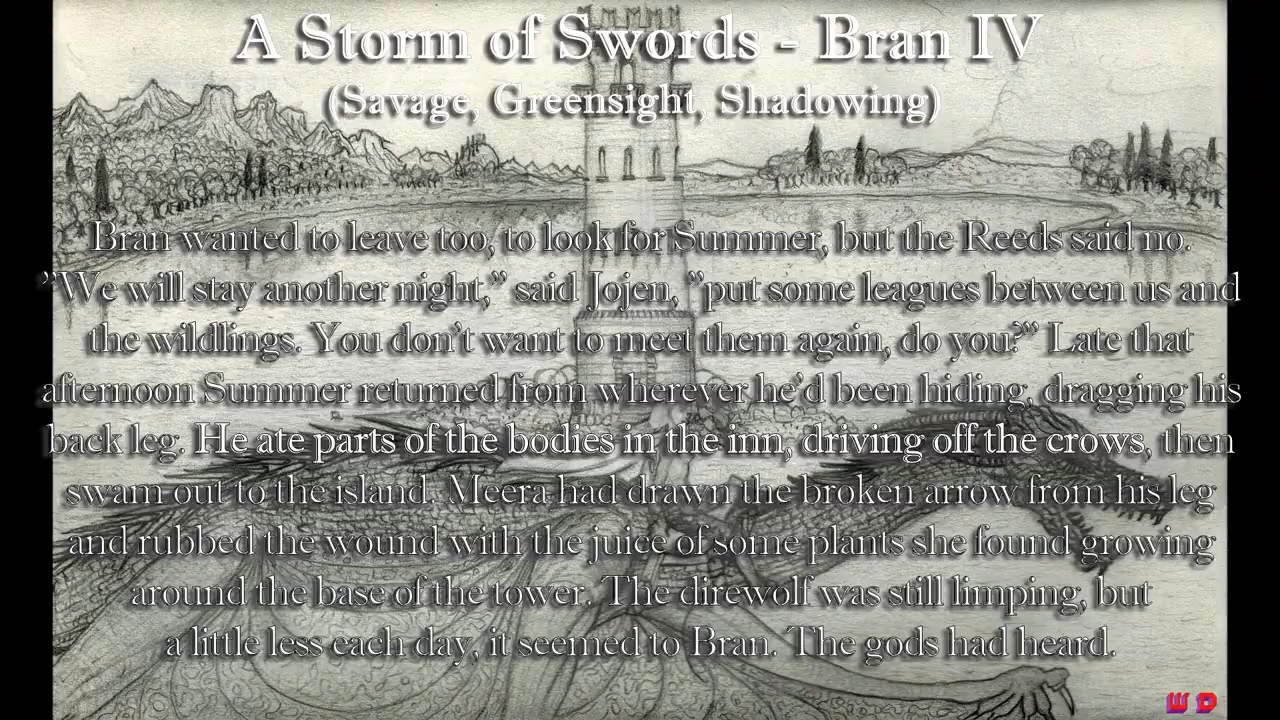 A Storm of Swords - Bran IV
(Savage, Greensight, Shadowing)
Bran wanted to leave too, to look for Summer, but the Reeds said no.
”We will stay another night,” said Jojen, ”put some leagues between us and
the wildlings. You don’t want to meet them again, do you?” Late that
afternoon Summer returned from wherever he’d been hiding, dragging his
back leg. He ate parts of the bodies in the inn, driving off the crows, then
swam out to the island. Meera had drawn the broken arrow from his leg
and rubbed the wound with the juice of some plants she found growing
around the base of the tower. The direwolf was still limping, but
a little less each day, it seemed to Bran. The gods had heard.
W D